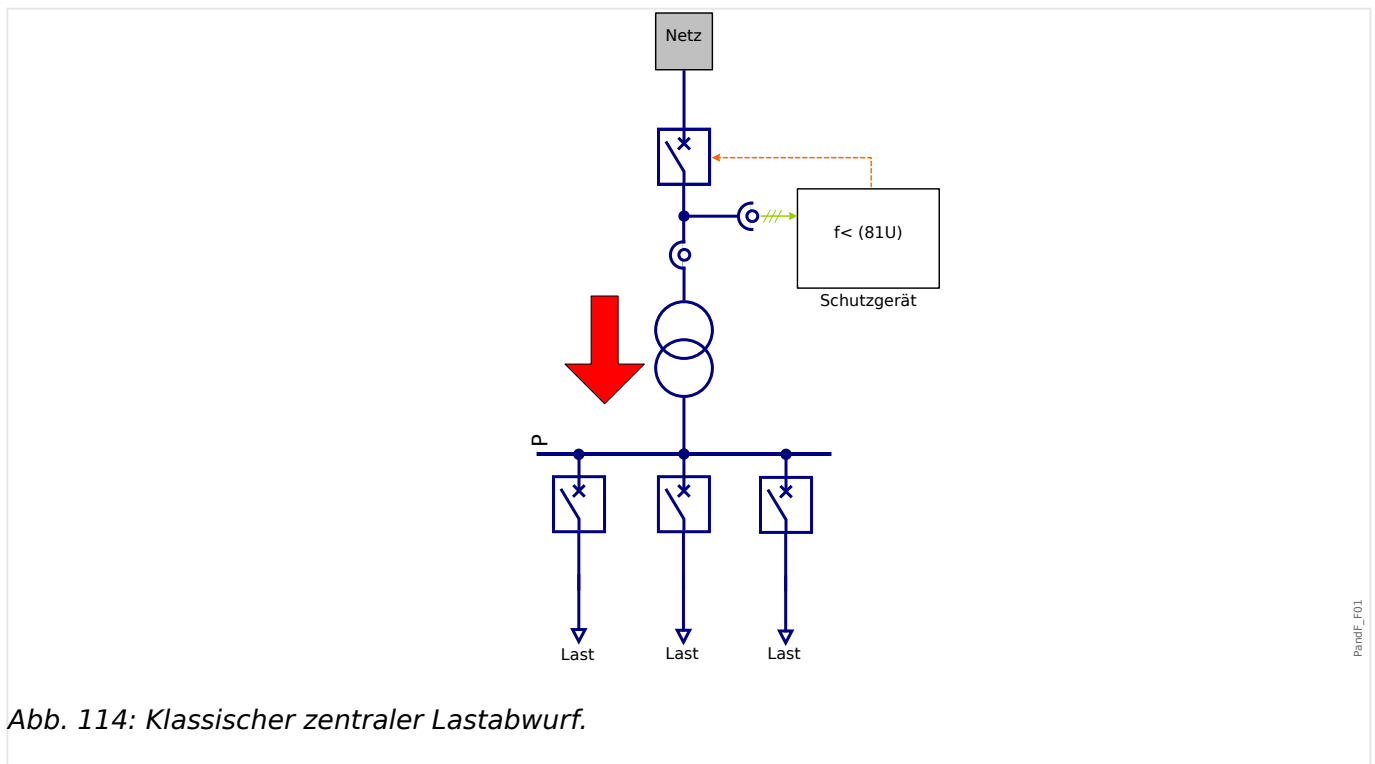 Netz
f< (81U)
Schutzgerät
P
Last
Last
Last
PandF_F01
Abb. 114: Klassischer zentraler Lastabwurf.